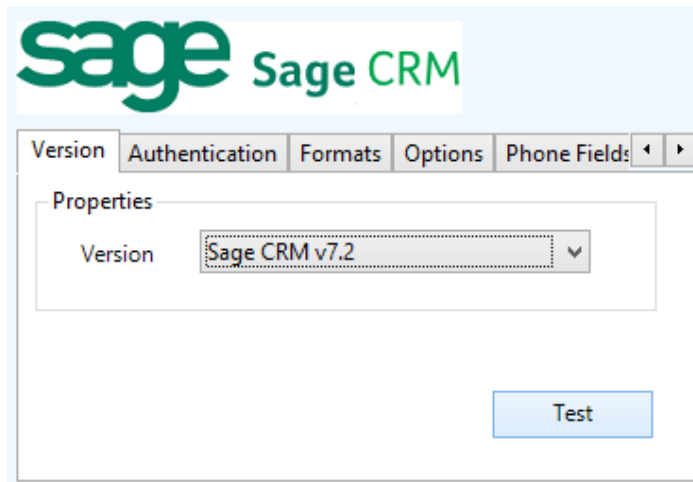 sage Sage CRM
Version Authentication Formats Options Phone Fields
Properties
Version Sage CRM v7.2
Test